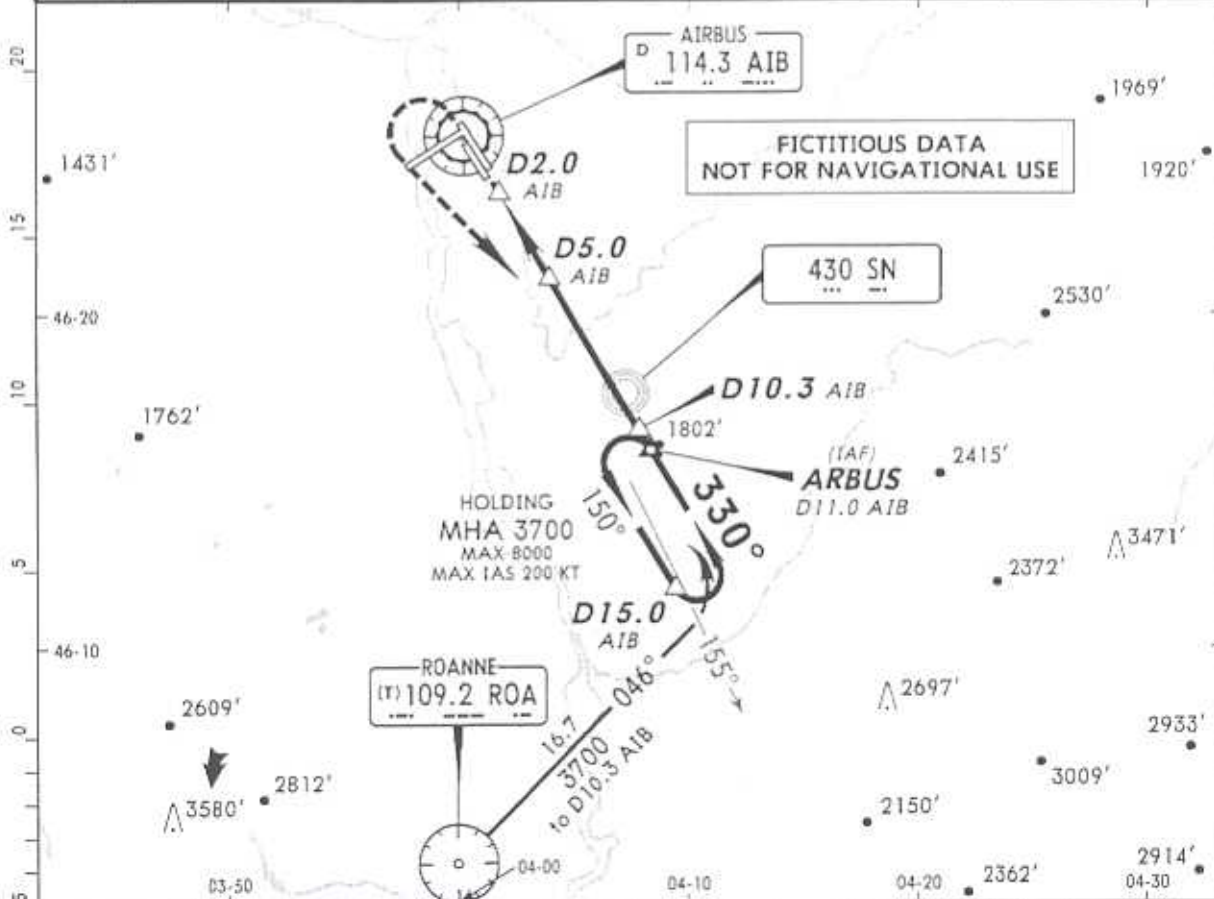 20
AIRBUS
D 114.3 AIB
1969'
FICTITIOUS DATA
NOT FOR NAVIGATIONAL USE
1920'
1431'
D2.0
AIB
15
D5.0
AIB
430 SN
2530'
46-20
10
D10.3 AIB
1762'
1802'
(IAF)
ARBUS
D11.0 AIB
2415'
330°
150°
HOLDING
MHA 3700
MAX 8000
MAX IAS 200 KT
3471'
2372'
5
D15.0
AIB
46-10
155°
046°
ROANNE
(T) 109.2 ROA
2697'
2609'
16.7
3700
to D10.3 AIB
2933'
0
3009'
2812'
3580'
2150'
04-00
2914'
03-50
04-10
04-20
2362'
04-30
5